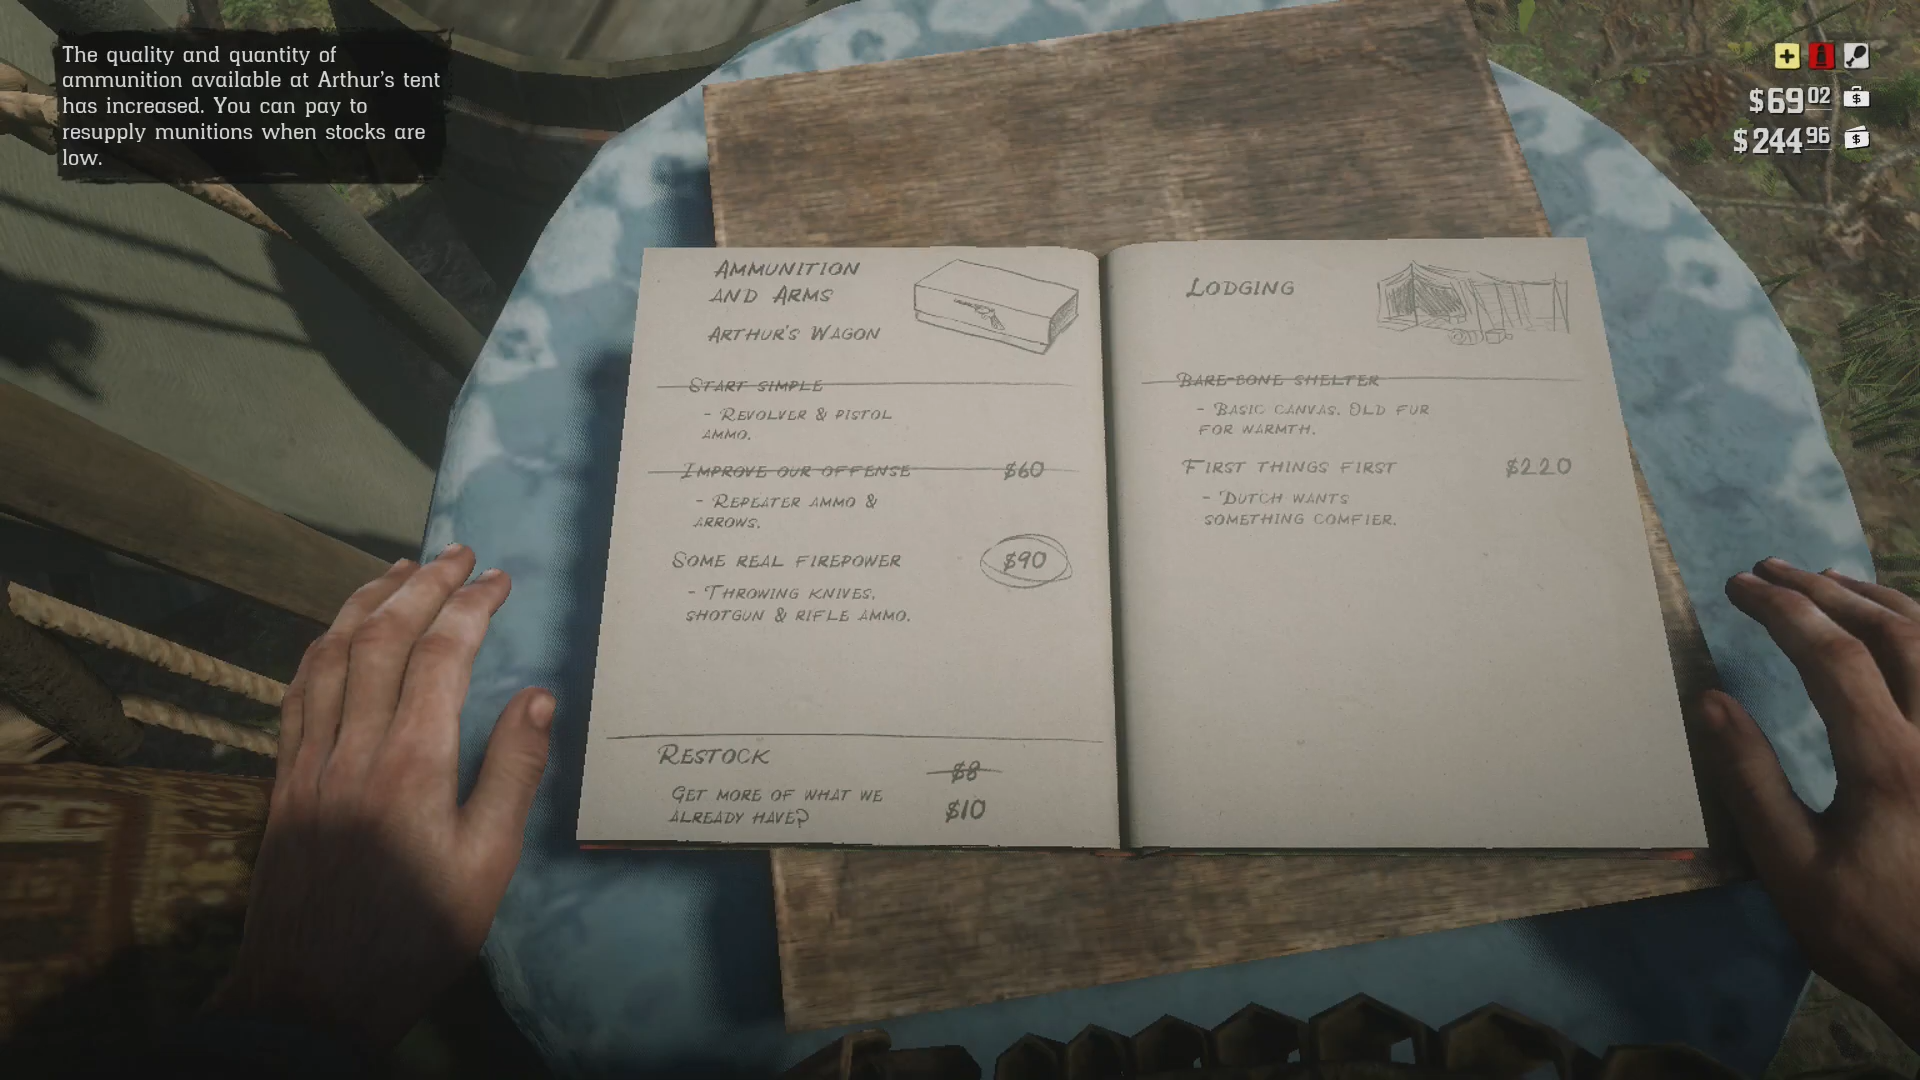 The quality and quantity of
ammunition available at Arthur's tent
has increased. You can pay to
resupply munitions when stocks are
low.
$69 02
$
$244 96
$
AMMUNITION
AND ARMS
ARTHUR'S WAGON
START SIMPLE
- REVOLVER & PISTOL
AMMO.
IMPROVE OUR OFFENSE $60
- REPEATER AMMO &
ARROWS.
SOME REAL FIREPOWER $90
- THROWING KNIVES,
SHOTGUN & RIFLE AMMO.
RESTOCK
$8
GET MORE OF WHAT WE
ALREADY HAVE?
$10
LODGING
BARE-BONE SHELTER
- BASIC CANVAS. OLD FUR
FOR WARMTH.
FIRST THINGS FIRST $220
- DUTCH WANTS
SOMETHING COMFIER.